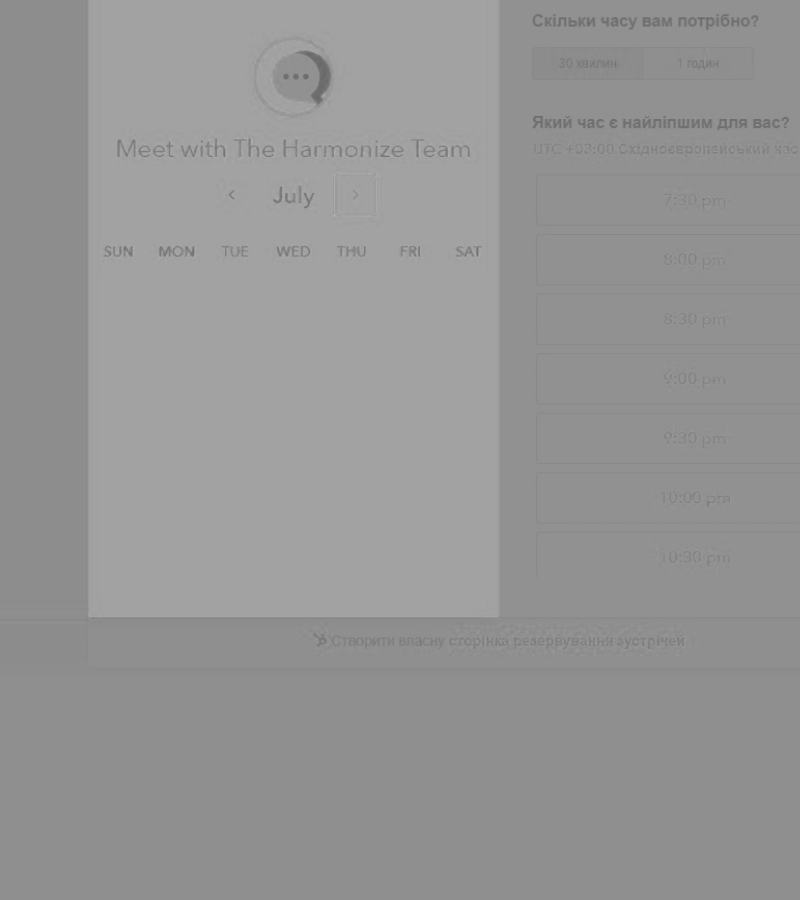 Meet with The Harmonize Team
July
SUN MON TUE WED THU FRI SAT
Скільки часу вам потрібно?
30 хвилин 1 годин
Який час є найліпшим для вас?
UTC +03:00 Східноєвропейський час
7:30 pm
8:00 pm
8:30 pm
9:00 pm
9:30 pm
10:00 pm
10:30 pm
Створити власну сторінка резервування зустрічей